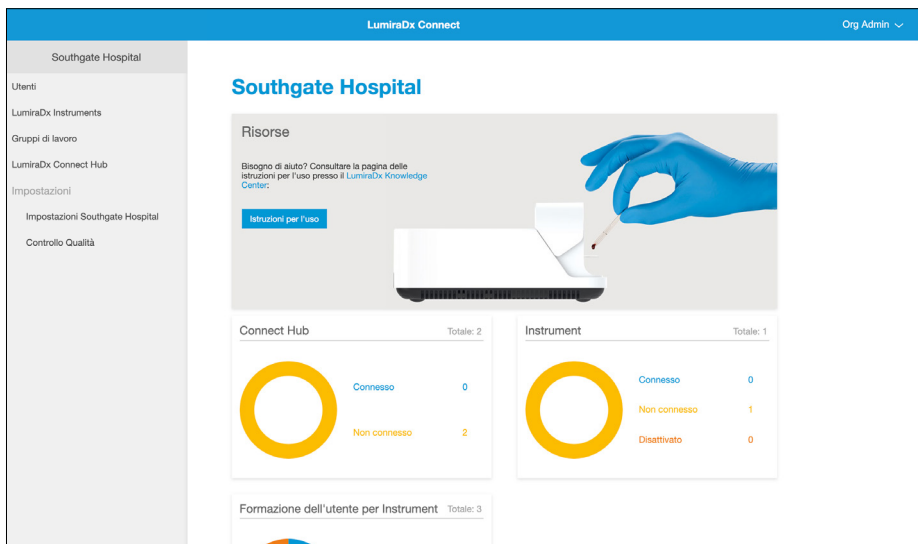 LumiraDx Connect
Org Admin
Southgate Hospital
Utenti
LumiraDx Instruments
Gruppi di lavoro
LumiraDx Connect Hub
Impostazioni
Impostazioni Southgate Hospital
Controllo Qualità
Southgate Hospital
Risorse
Bisogno di aiuto? Consultare la pagina delle
istruzioni per l'uso presso il LumiraDx Knowledge
Center:
Istruzioni per l'uso
Connect Hub
Totale: 2
Connesso 0
Non connesso 2
Instrument
Totale: 1
Connesso 0
Non connesso 1
Disattivato 0
Formazione dell'utente per Instrument
Totale: 3